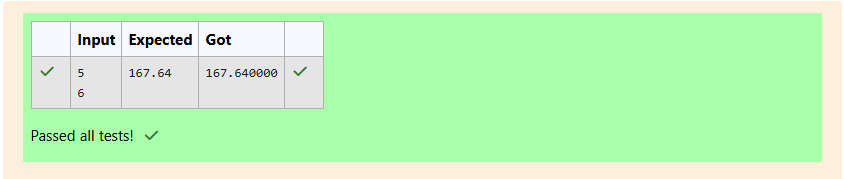 Input Expected Got
5 167.64 167.640000
6
Passed all tests!